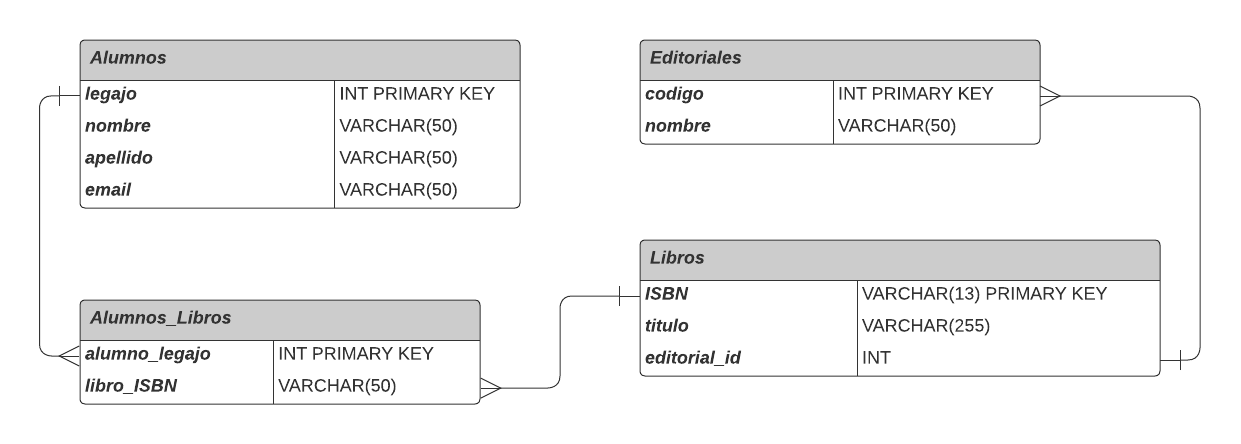 Alumnos
legajo INT PRIMARY KEY
nombre VARCHAR(50)
apellido VARCHAR(50)
email VARCHAR(50)
Editoriales
codigo INT PRIMARY KEY
nombre VARCHAR(50)
Alumnos_Libros
alumno_legajo INT PRIMARY KEY
libro_ISBN VARCHAR(50)
Libros
ISBN VARCHAR(13) PRIMARY KEY
titulo VARCHAR(255)
editorial_id INT